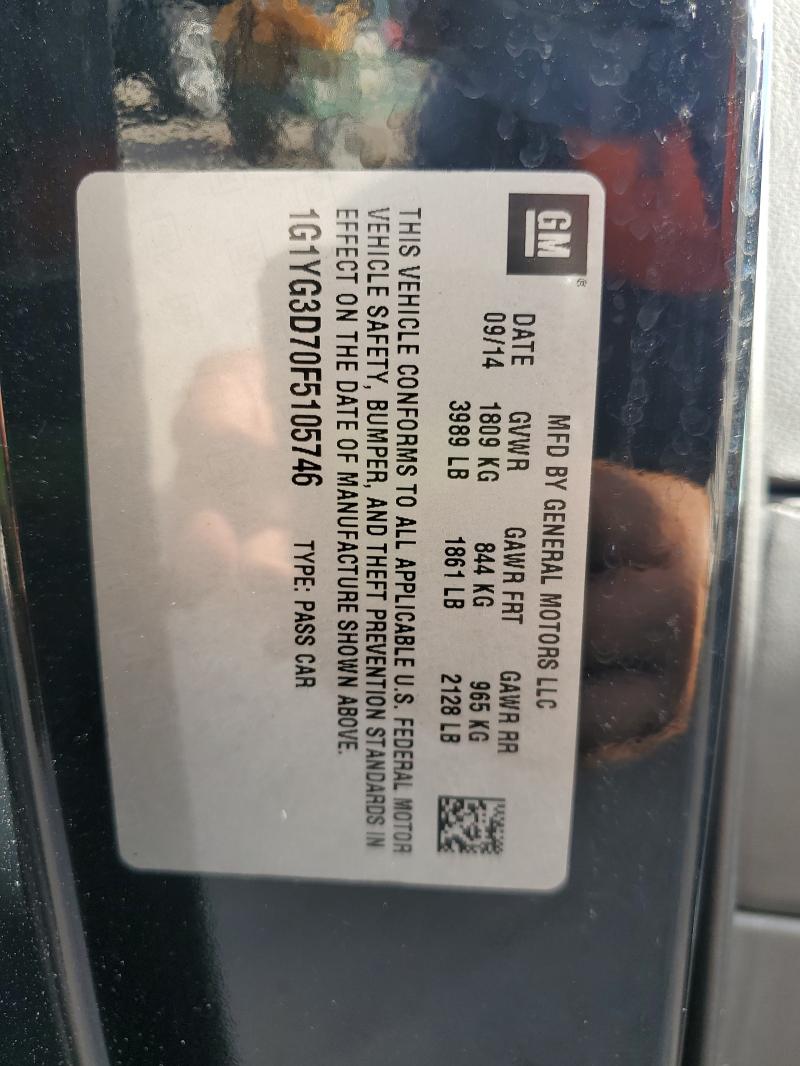 GM ®
MFD BY GENERAL MOTORS LLC
DATE GVWR GAWR FRT GAWR RR
09/14 1809 KG 844 KG 965 KG
3989 LB 1861 LB 2128 LB
THIS VEHICLE CONFORMS TO ALL APPLICABLE U.S. FEDERAL MOTOR
VEHICLE SAFETY, BUMPER, AND THEFT PREVENTION STANDARDS IN
EFFECT ON THE DATE OF MANUFACTURE SHOWN ABOVE.
1G1YG3D70F5105746 TYPE: PASS CAR